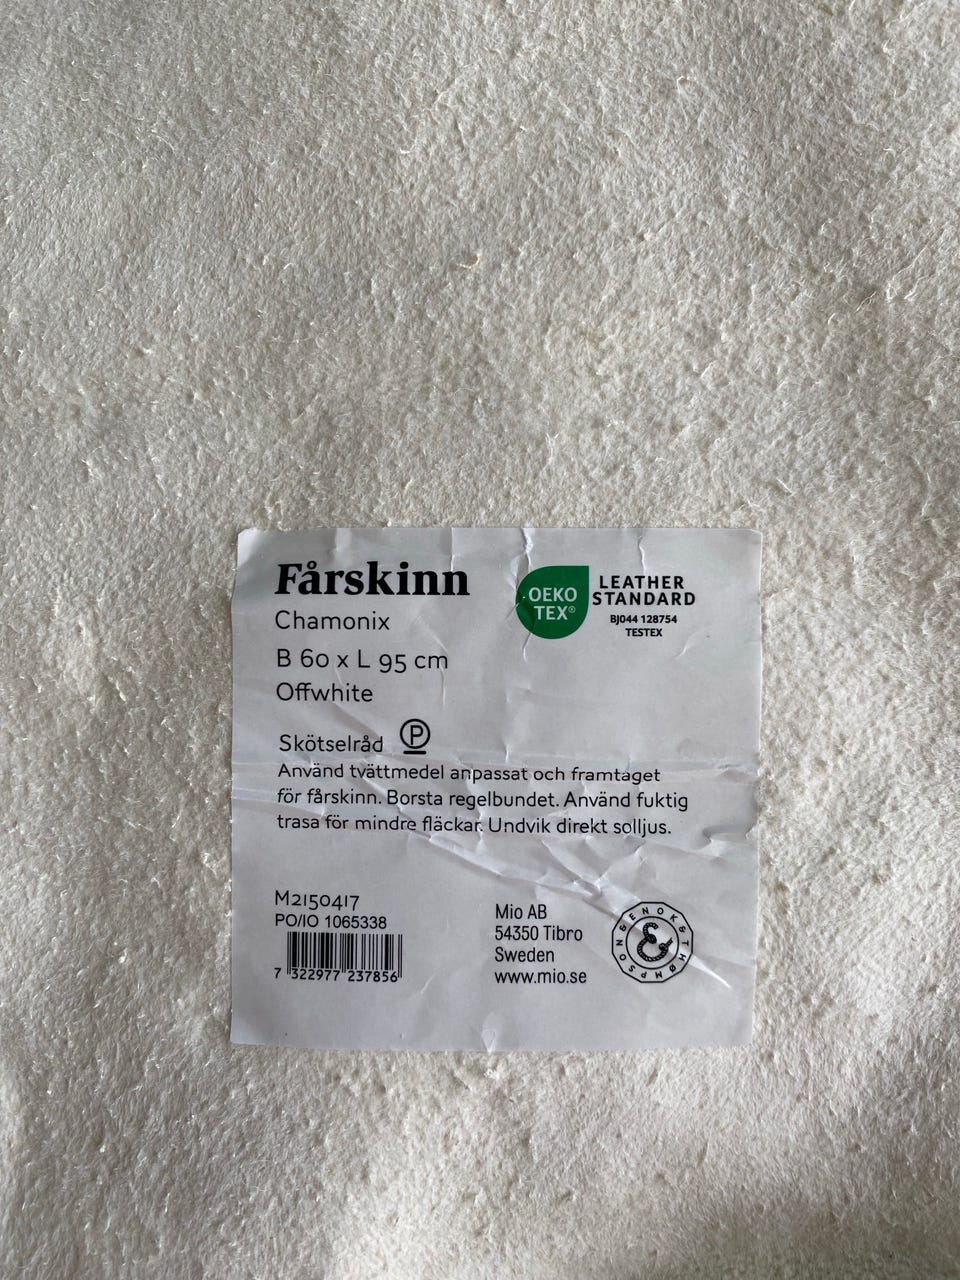 Fårskinn
Chamonix
B 60 x L 95 cm
Offwhite
OEKO
TEX®
LEATHER
STANDARD
BJ044 128754
TESTEX
Skötselråd P
Använd tvättmedel anpassat och framtaget
för fårskinn. Borsta regelbundet. Använd fuktig
trasa för mindre fläckar. Undvik direkt solljus.
M2150417
PO/IO 1065338
7 322977 237856
Mio AB
54350 Tibro
Sweden
www.mio.se
ENOK & THØMPSON &
&